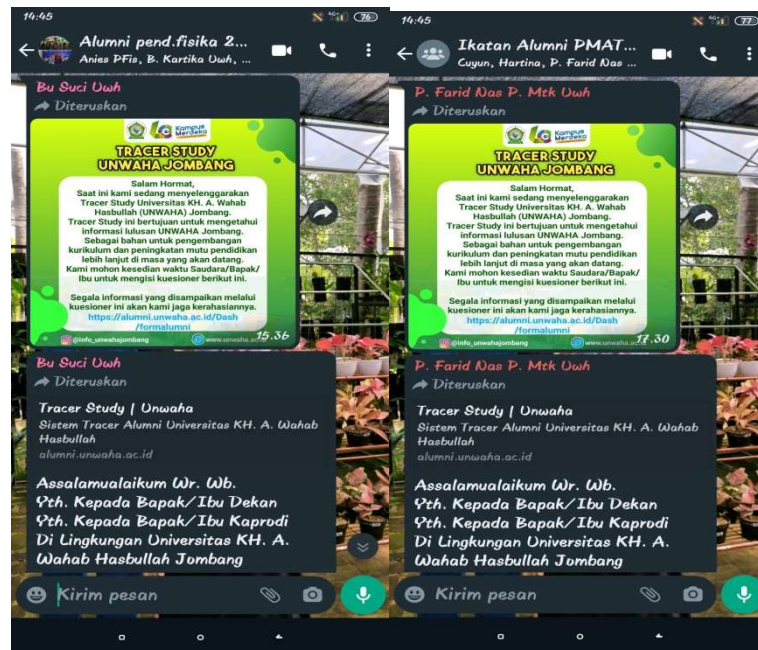 14:45
76
Alumni pend.fisika 2...
Anies PFis, B. Kartika Uwh, ...
Bu Suci Uwh
Diteruskan
Kampus
Merdeka
TRACER STUDY
UNWAHA JOMBANG
Salam Hormat,
Saat ini kami sedang menyelenggarakan
Tracer Study Universitas KH. A. Wahab
Hasbullah (UNWAHA) Jombang.
Tracer Study ini bertujuan untuk mengetahui
informasi lulusan UNWAHA Jombang.
Sebagai bahan untuk pengembangan
kurikulum dan peningkatan mutu pendidikan
lebih lanjut di masa yang akan datang.
Kami mohon kesedian waktu Saudara/Bapak/
Ibu untuk mengisi kuesioner berikut ini.
Segala informasi yang disampaikan melalui
kuesioner ini akan kami jaga kerahasiannya.
https://alumni.unwaha.ac.id/Dash
/formalumni
@info_unwahajombang
15.36
Bu Suci Uwh
Diteruskan
Tracer Study | Unwaha
Sistem Tracer Alumni Universitas KH. A. Wahab
Hasbullah
alumni.unwaha.ac.id
Assalamualaikum Wr. Wb.
Yth. Kepada Bapak/Ibu Dekan
Yth. Kepada Bapak/Ibu Kaprodi
Di Lingkungan Universitas KH. A.
Wahab Hasbullah Jombang
Kirim pesan
14:45
77
Ikatan Alumni PMAT...
Cuyun, Hartina, P. Farid Nas ...
P. Farid Nas P. Mtk Uwh
Diteruskan
Kampus
Merdeka
TRACER STUDY
UNWAHA JOMBANG
Salam Hormat,
Saat ini kami sedang menyelenggarakan
Tracer Study Universitas KH. A. Wahab
Hasbullah (UNWAHA) Jombang.
Tracer Study ini bertujuan untuk mengetahui
informasi lulusan UNWAHA Jombang.
Sebagai bahan untuk pengembangan
kurikulum dan peningkatan mutu pendidikan
lebih lanjut di masa yang akan datang.
Kami mohon kesedian waktu Saudara/Bapak/
Ibu untuk mengisi kuesioner berikut ini.
Segala informasi yang disampaikan melalui
kuesioner ini akan kami jaga kerahasiannya.
https://alumni.unwaha.ac.id/Dash
/formalumni
@info_unwahajombang
17.30
P. Farid Nas P. Mtk Uwh
Diteruskan
Tracer Study | Unwaha
Sistem Tracer Alumni Universitas KH. A. Wahab
Hasbullah
alumni.unwaha.ac.id
Assalamualaikum Wr. Wb.
Yth. Kepada Bapak/Ibu Dekan
Yth. Kepada Bapak/Ibu Kaprodi
Di Lingkungan Universitas KH. A.
Wahab Hasbullah Jombang
Kirim pesan